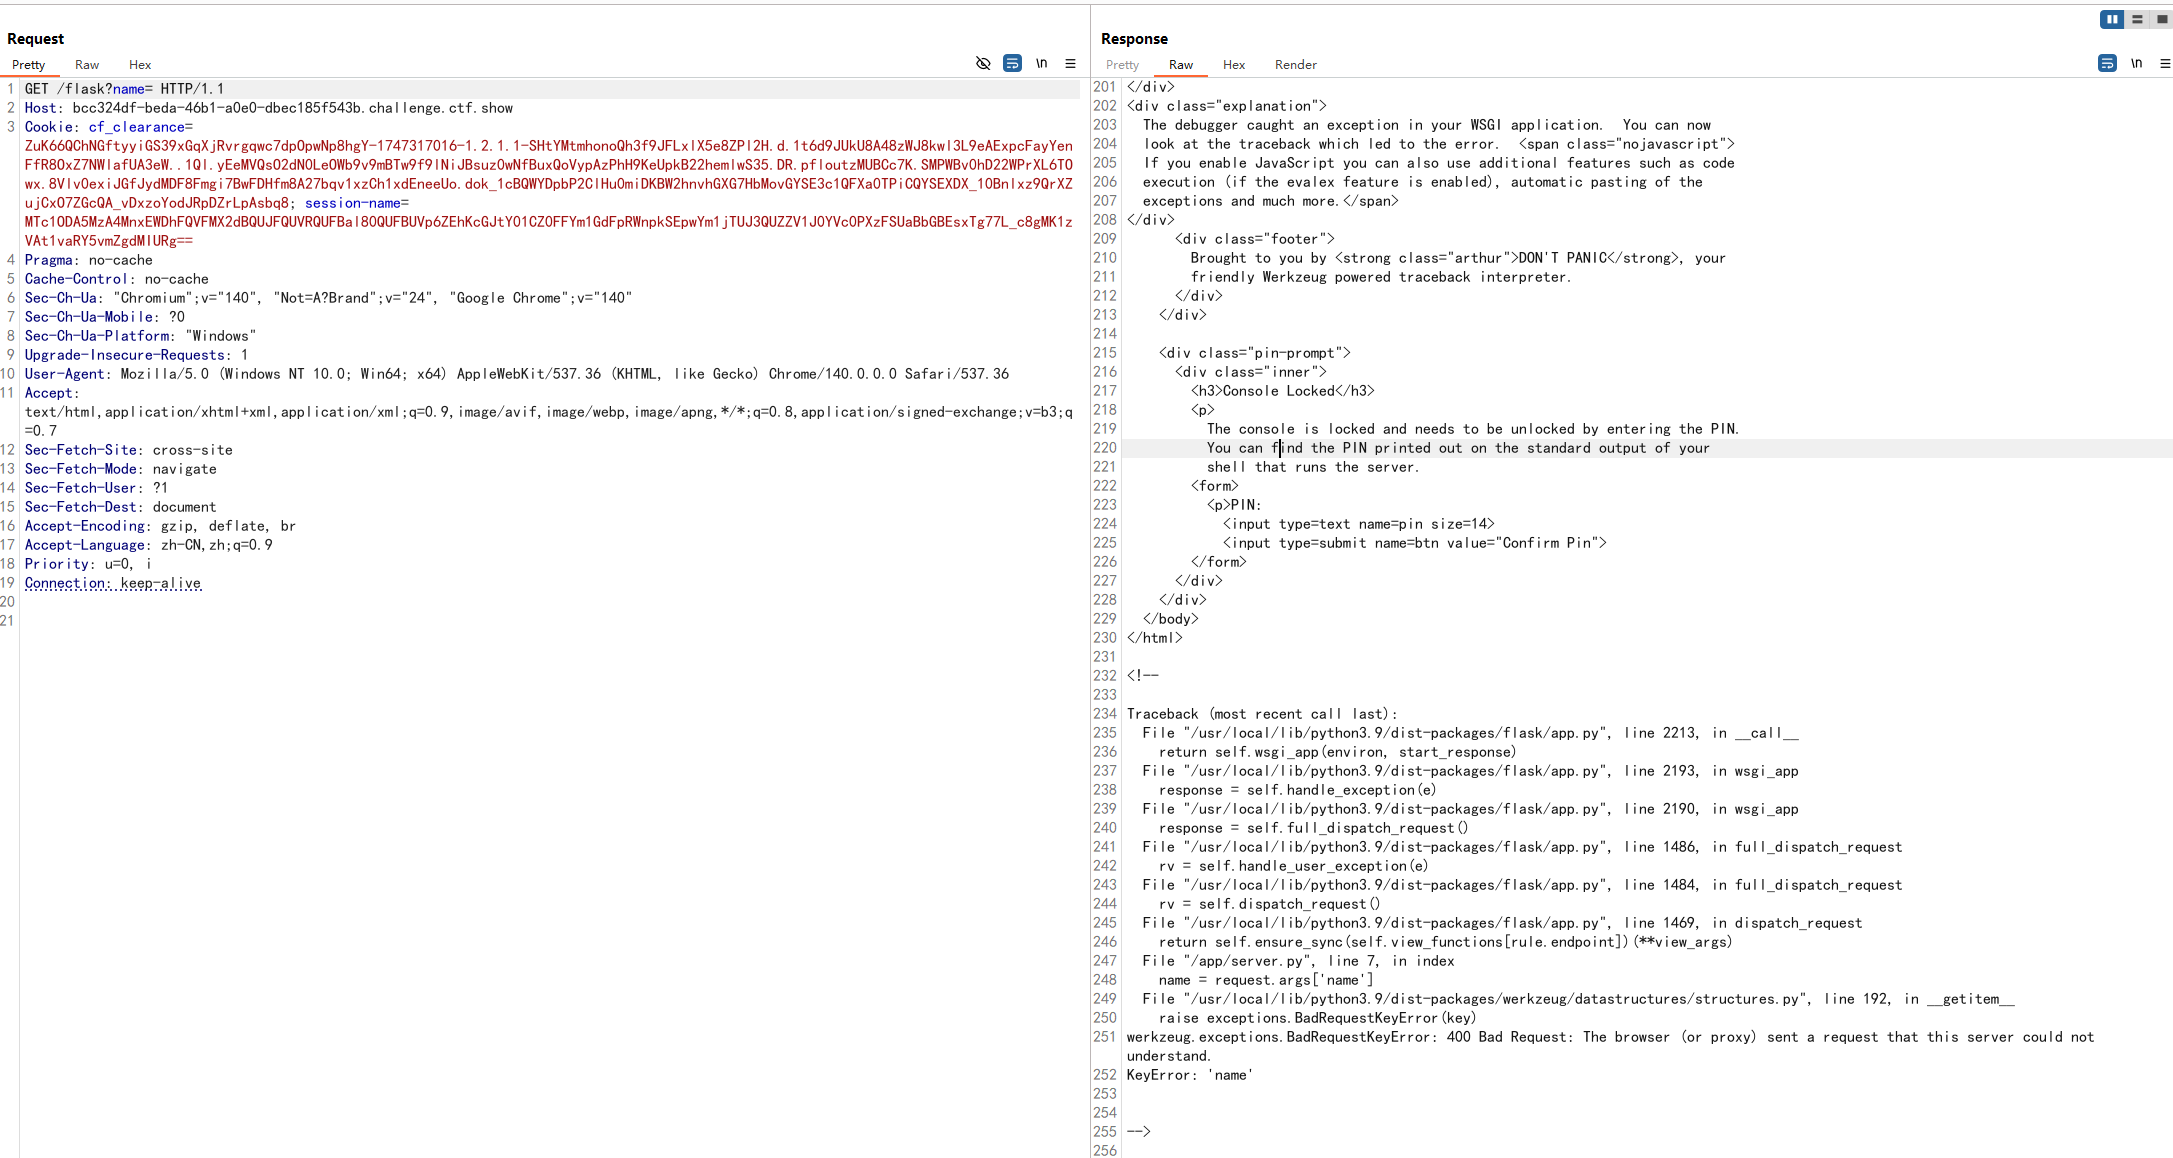 Request
Pretty Raw Hex
\n
1 GET /flask?name= HTTP/1.1
2 Host: bcc324df-beda-46b1-a0e0-dbec185f543b.challenge.ctf.show
3 Cookie: cf_clearance=
4 Pragma: no-cache
5 Cache-Control: no-cache
6 Sec-Ch-Ua: "Chromium";v="140", "Not=A?Brand";v="24", "Google Chrome";v="140"
7 Sec-Ch-Ua-Mobile: ?0
8 Sec-Ch-Ua-Platform: "Windows"
9 Upgrade-Insecure-Requests: 1
10 User-Agent: Mozilla/5.0 (Windows NT 10.0; Win64; x64) AppleWebKit/537.36 (KHTML, like Gecko) Chrome/140.0.0.0 Safari/537.36
11 Accept:
text/html,application/xhtml+xml,application/xml;q=0.9,image/avif,image/webp,image/apng,*/*;q=0.8,application/signed-exchange;v=b3;q
=0.7
12 Sec-Fetch-Site: cross-site
13 Sec-Fetch-Mode: navigate
14 Sec-Fetch-User: ?1
15 Sec-Fetch-Dest: document
16 Accept-Encoding: gzip, deflate, br
17 Accept-Language: zh-CN,zh;q=0.9
18 Priority: u=0, i
19 Connection: keep-alive
20
21
Response
Pretty Raw Hex Render
\n
201 </div>
202 <div class="explanation">
203 The debugger caught an exception in your WSGI application. You can now
204 look at the traceback which led to the error. <span class="nojavascript">
205 If you enable JavaScript you can also use additional features such as code
206 execution (if the evalex feature is enabled), automatic pasting of the
207 exceptions and much more.</span>
208 </div>
209 <div class="footer">
210 Brought to you by <strong class="arthur">DON'T PANIC</strong>, your
211 friendly Werkzeug powered traceback interpreter.
212 </div>
213 </div>
214
215 <div class="pin-prompt">
216 <div class="inner">
217 <h3>Console Locked</h3>
218 <p>
219 The console is locked and needs to be unlocked by entering the PIN.
220 You can find the PIN printed out on the standard output of your
221 shell that runs the server.
222 <form>
223 <p>PIN:
224 <input type=text name=pin size=14>
225 <input type=submit name=btn value="Confirm Pin">
226 </form>
227 </div>
228 </div>
229 </body>
230 </html>
231
232 <!--
233
234 Traceback (most recent call last):
235 File "/usr/local/lib/python3.9/dist-packages/flask/app.py", line 2213, in __call__
236 return self.wsgi_app(environ, start_response)
237 File "/usr/local/lib/python3.9/dist-packages/flask/app.py", line 2193, in wsgi_app
238 response = self.handle_exception(e)
239 File "/usr/local/lib/python3.9/dist-packages/flask/app.py", line 2190, in wsgi_app
240 response = self.full_dispatch_request()
241 File "/usr/local/lib/python3.9/dist-packages/flask/app.py", line 1486, in full_dispatch_request
242 rv = self.handle_user_exception(e)
243 File "/usr/local/lib/python3.9/dist-packages/flask/app.py", line 1484, in full_dispatch_request
244 rv = self.dispatch_request()
245 File "/usr/local/lib/python3.9/dist-packages/flask/app.py", line 1469, in dispatch_request
246 return self.ensure_sync(self.view_functions[rule.endpoint])(**view_args)
247 File "/app/server.py", line 7, in index
248 name = request.args['name']
249 File "/usr/local/lib/python3.9/dist-packages/werkzeug/datastructures/structures.py", line 192, in __getitem__
250 raise exceptions.BadRequestKeyError(key)
251 werkzeug.exceptions.BadRequestKeyError: 400 Bad Request: The browser (or proxy) sent a request that this server could not
understand.
252 KeyError: 'name'
253
254
255 -->
256